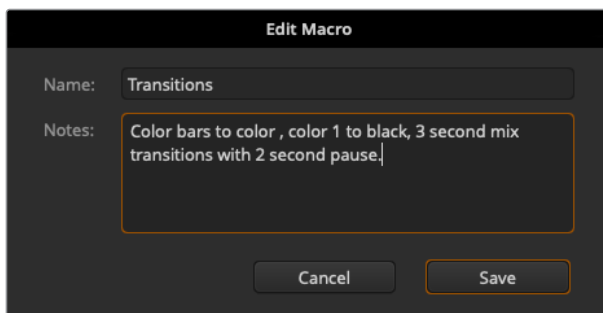 Edit Macro
Name: Transitions
Notes: Color bars to color , color 1 to black, 3 second mix
transitions with 2 second pause.
Cancel Save